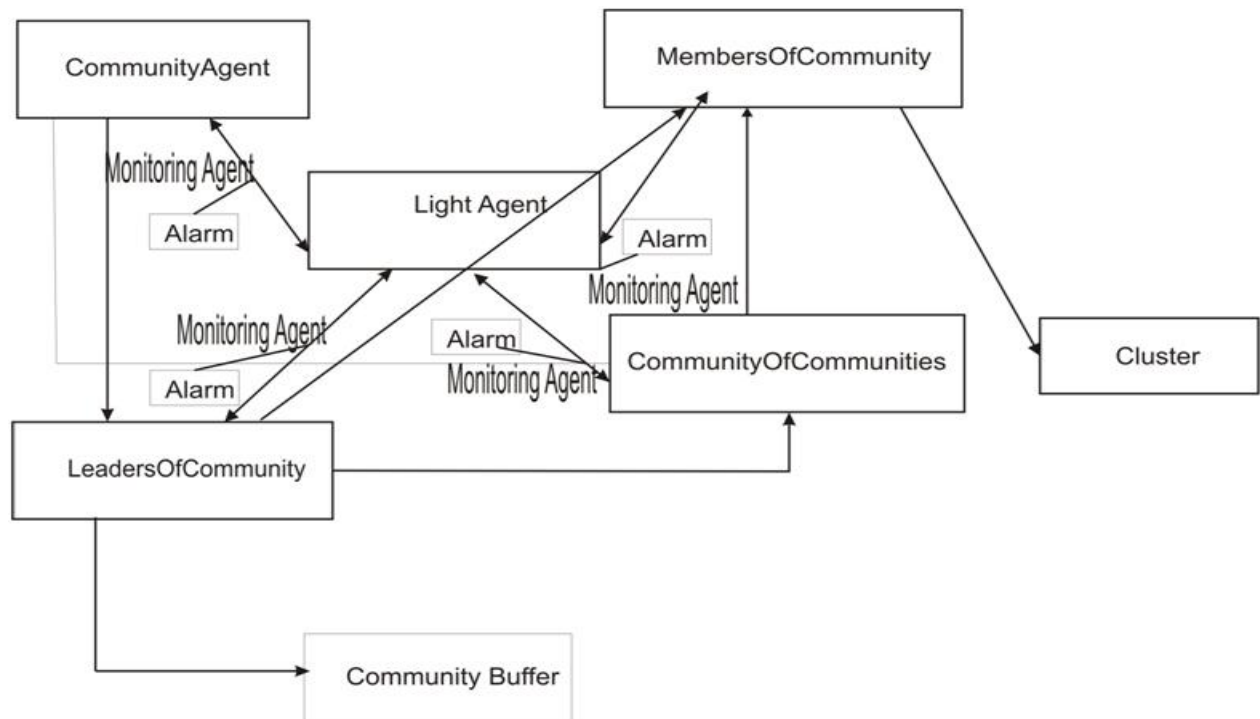 CommunityAgent
MembersOfCommunity
Monitoring Agent
Light Agent
Alarm
Alarm
Monitoring Agent
Monitoring Agent
Alarm
CommunityOfCommunities
Cluster
Monitoring Agent
Alarm
LeadersOfCommunity
Community Buffer